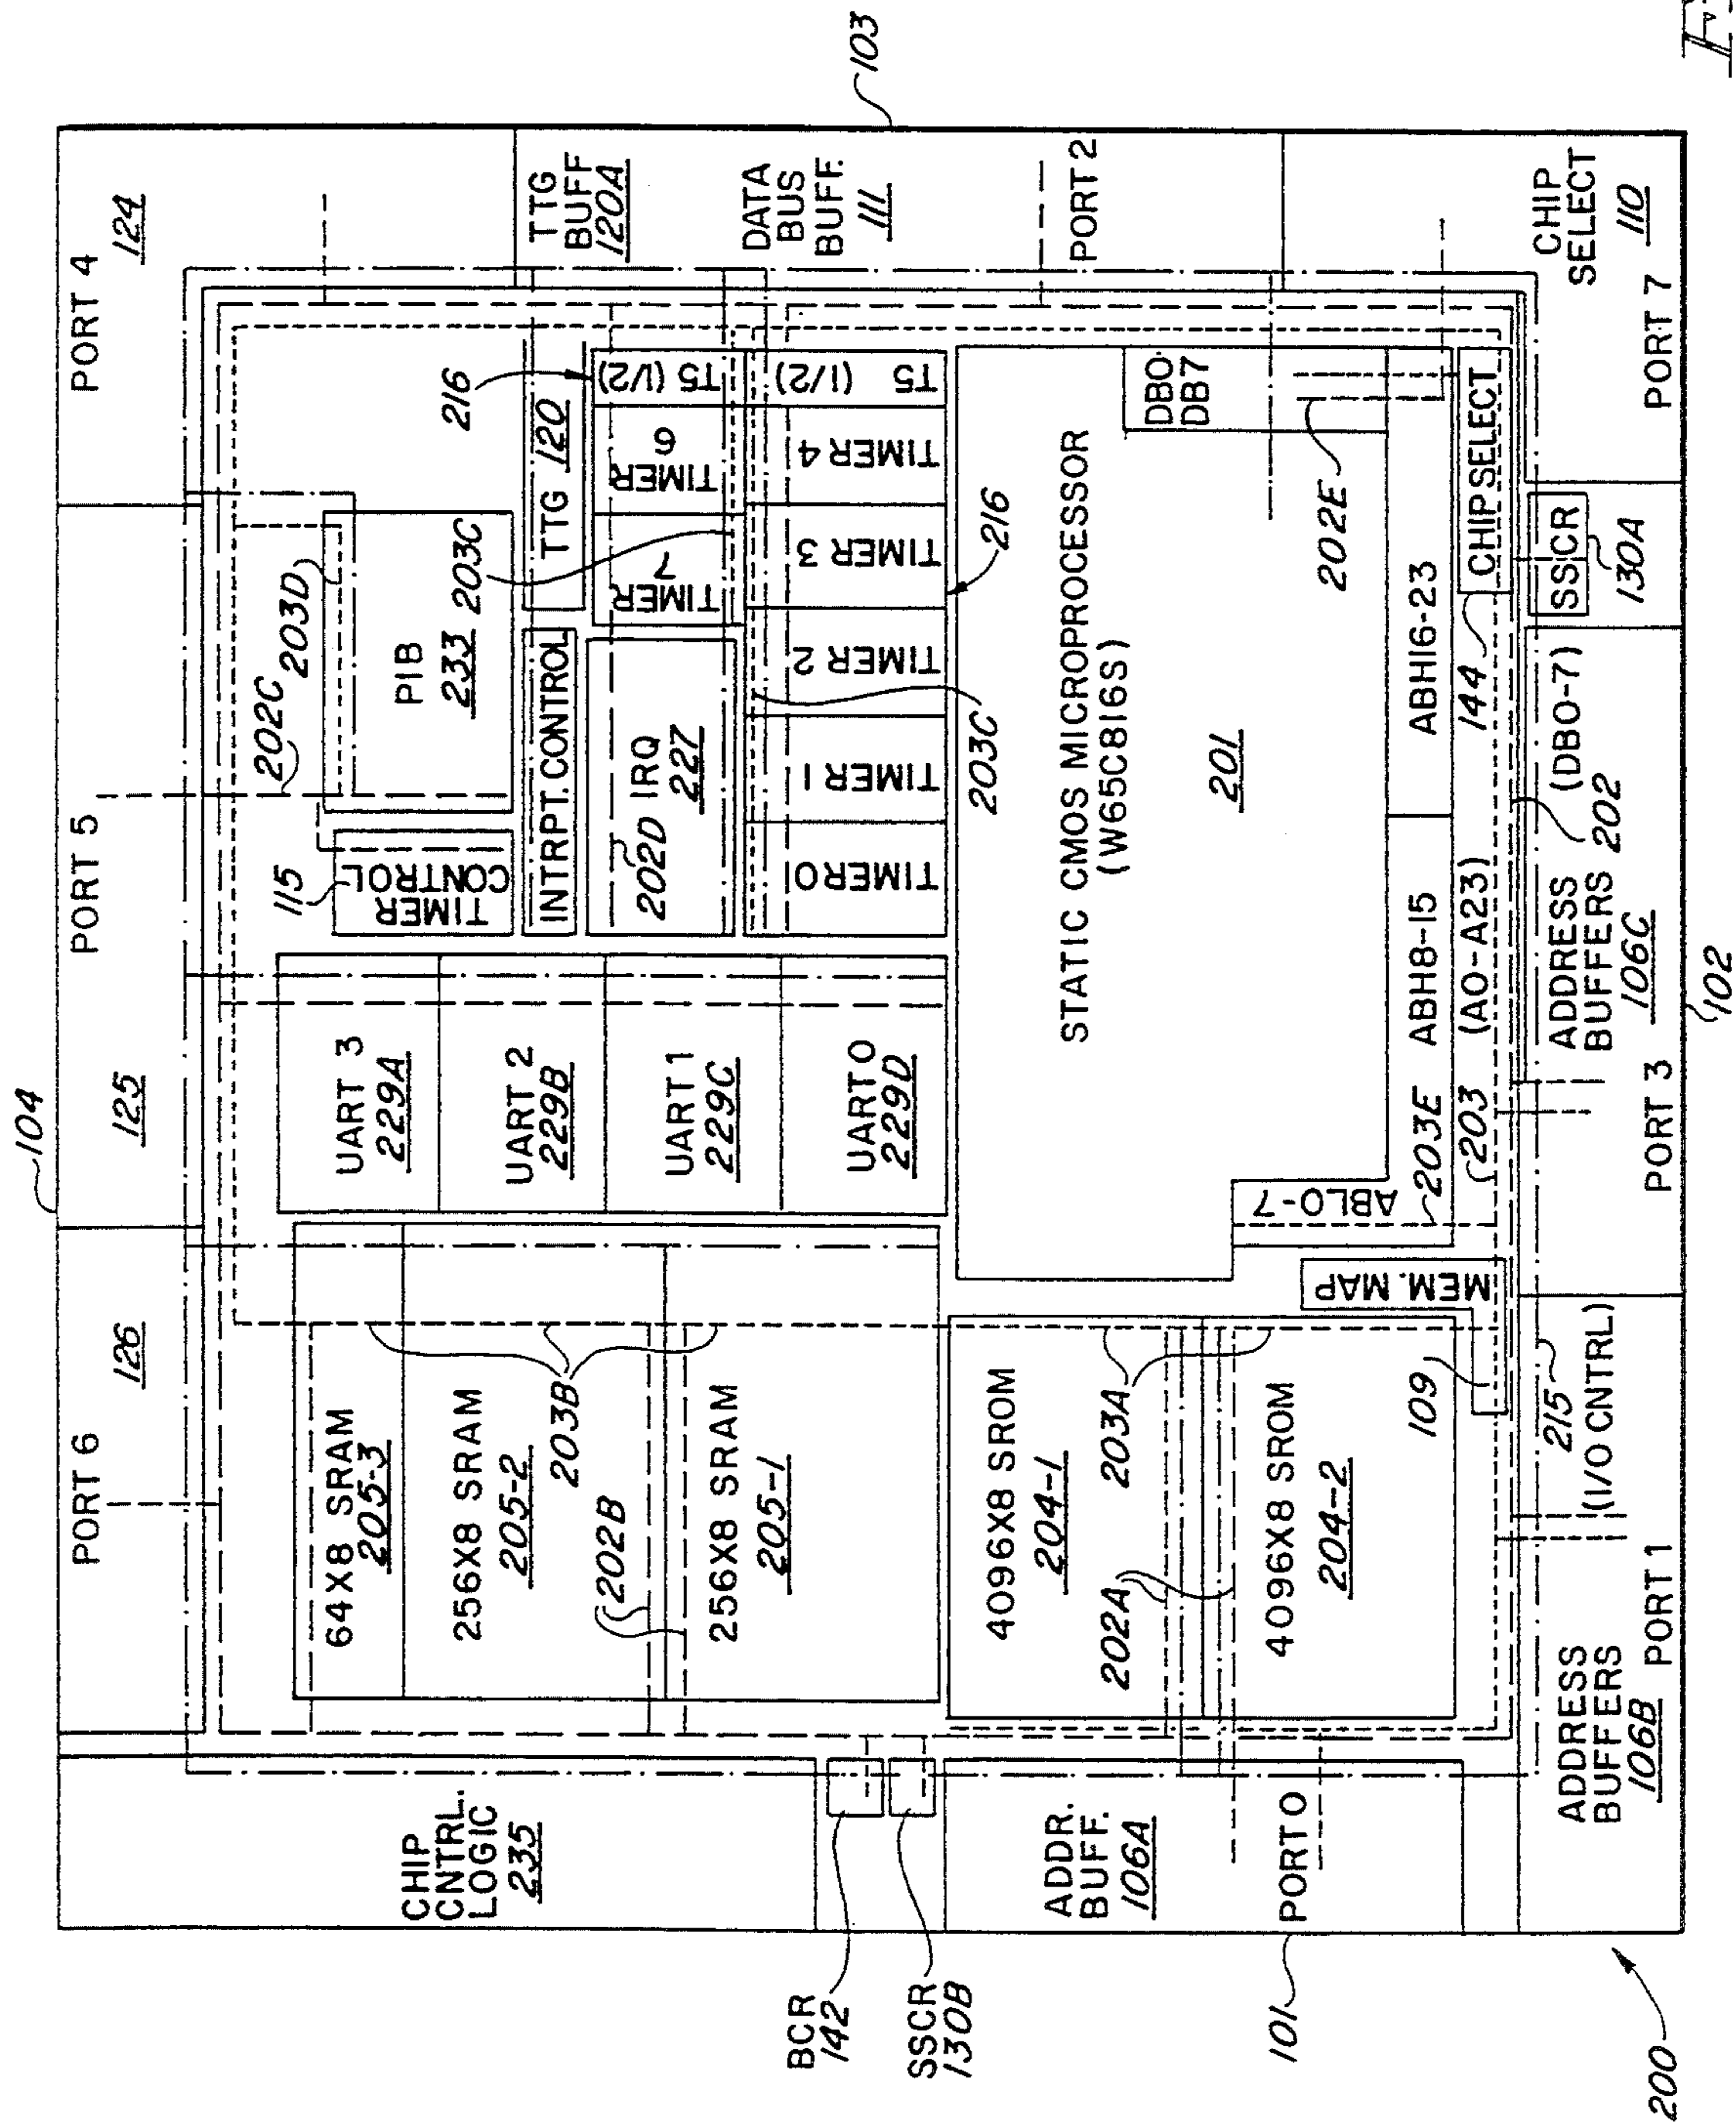 104
PORT 6
126
PORT 5
125
PORT 4
124
CHIP
CNTRL.
LOGIC
235
64X8 SRAM
205-3
256X8 SRAM
205-2
202B
203B
256X8 SRAM
205-1
UART 3
229A
UART 2
229B
UART 1
229C
UART 0
229D
202C
203D
115
TIMER
CONTROL
PIB
233
203C
216
INTRPT. CONTROL
TTG 120
TTG
BUFF
120A
202D
IRQ
227
TIMER
7
TIMER
6
T5 (1/2)
TIMER 0
TIMER 1
TIMER 2
TIMER 3
TIMER 4
T5 (1/2)
203C
216
DATA
BUS
BUFF.
111
103
PORT 2
BCR
142
SSCR
130B
ADDR.
BUFF.
106A
PORT 0
101
4096X8 SROM
204-1
202A
203A
4096X8 SROM
204-2
109
MEM. MAP
STATIC CMOS MICROPROCESSOR
(W65C816S)
201
DB0
DB7
202E
ABL0-7
203E
ABH8-15
ABH16-23
203
(A0-A23)
144
CHIP SELECT
215
(I/O CNTRL)
ADDRESS
BUFFERS
106B
PORT 1
ADDRESS
BUFFERS
106C
PORT 3
(DB0-7)
202
SSCR
130A
CHIP
SELECT
110
PORT 7
102
200